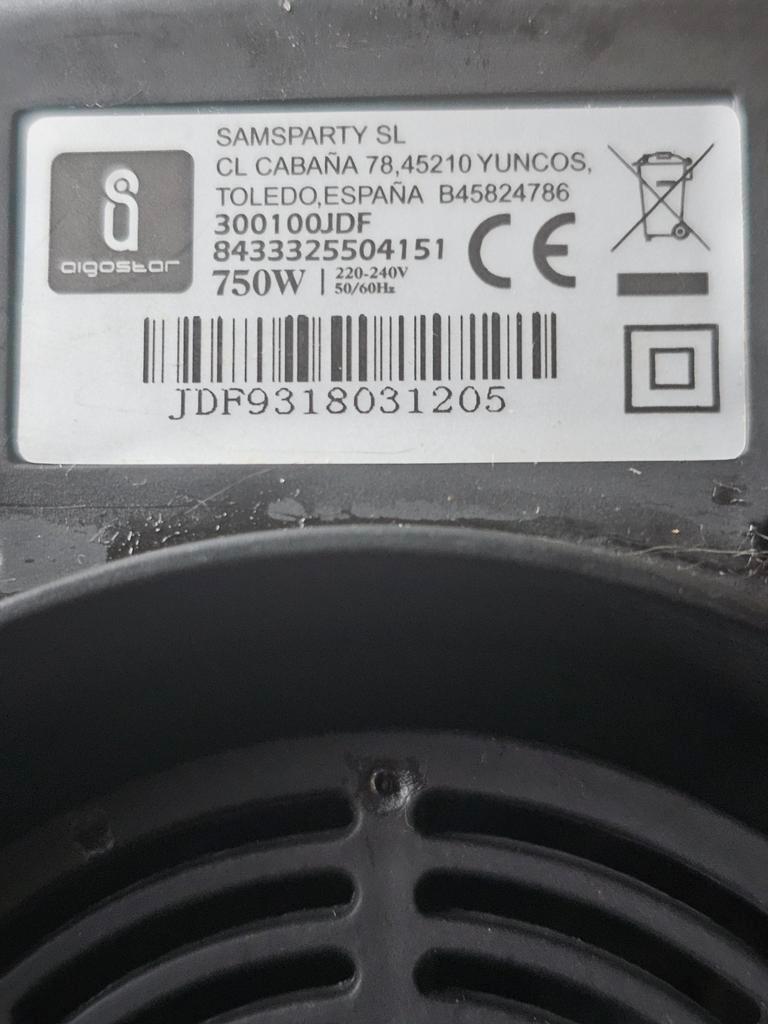 SAMSPARTY SL
CL CABAÑA 78,45210 YUNCOS,
TOLEDO,ESPAÑA B45824786
300100JDF
8433325504151
750W | 220-240V
50/60Hz
CE
aigostar
JDF9318031205